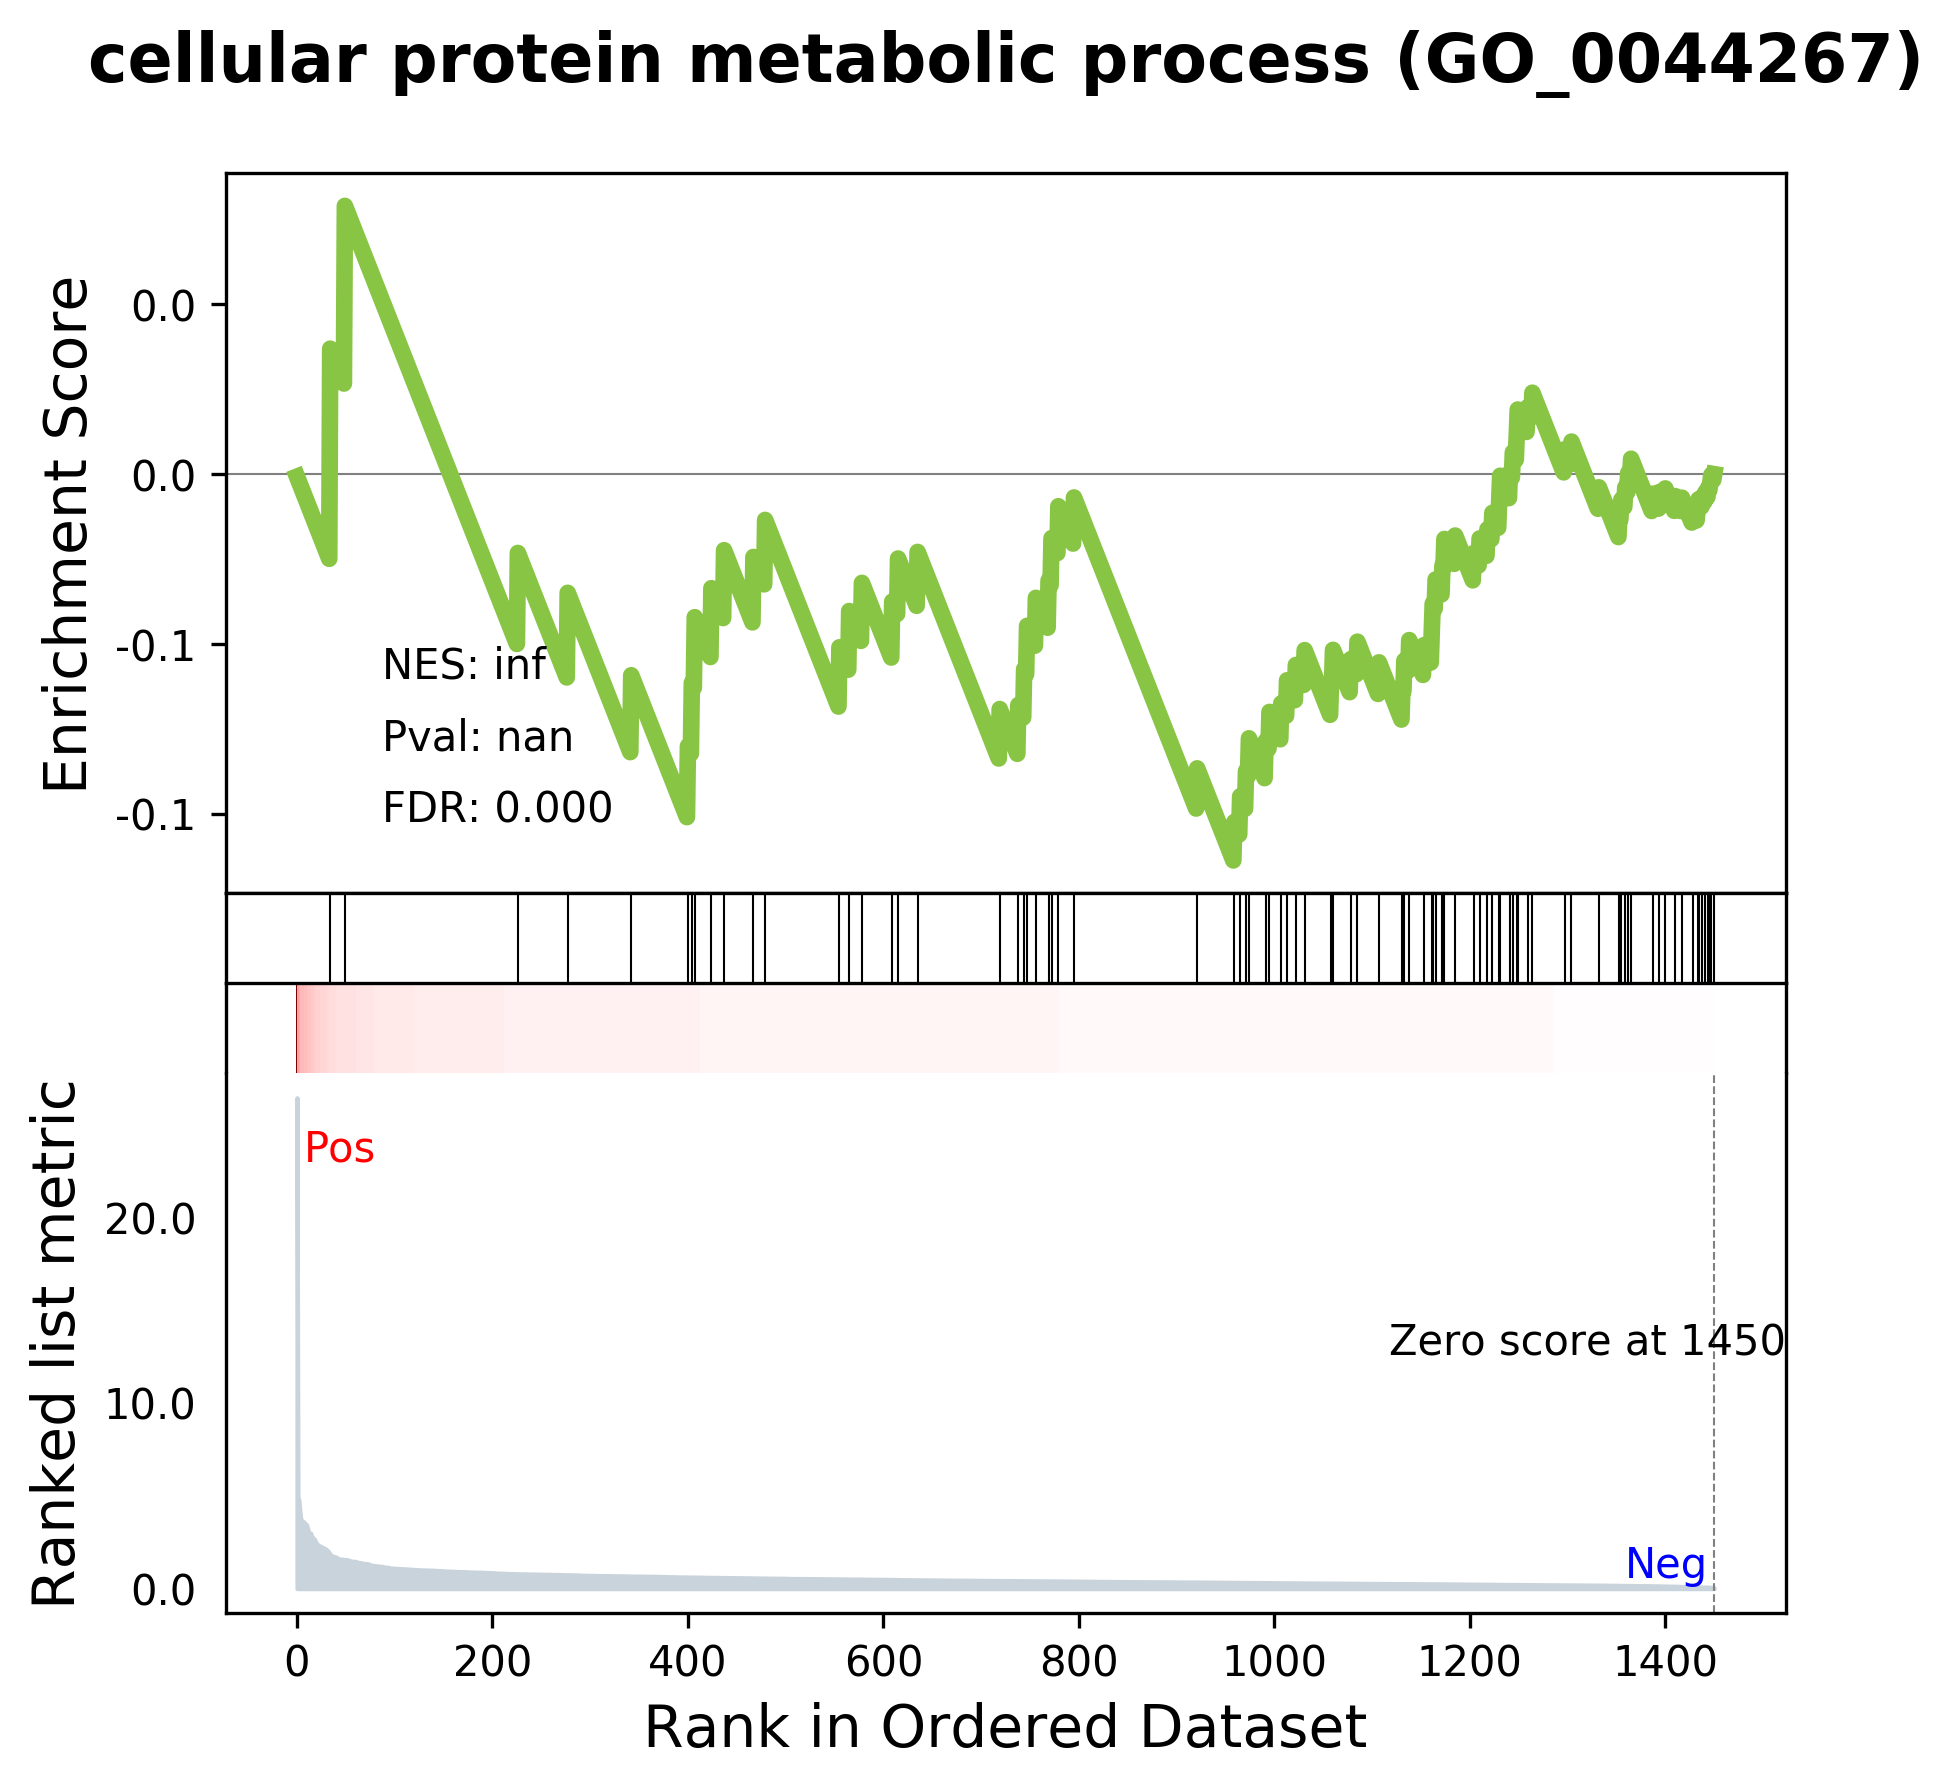 cellular protein metabolic process (GO_0044267)
Enrichment Score
0.0
0.0
-0.1
-0.1
NES: inf
Pval: nan
FDR: 0.000
Ranked list metric
Pos
20.0
10.0
0.0
Zero score at 1450
Neg
0 200 400 600 800 1000 1200 1400
Rank in Ordered Dataset